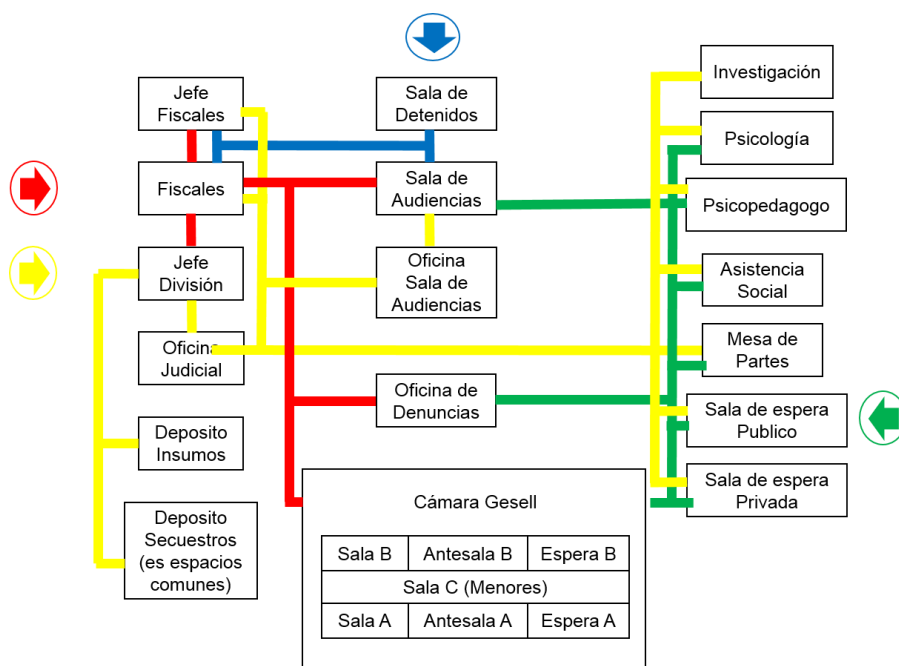 Jefe
Fiscales
Sala de
Detenidos
Investigación
Psicología
Fiscales
Sala de
Audiencias
Psicopedagogo
Jefe
División
Oficina
Sala de
Audiencias
Asistencia
Social
Oficina
Judicial
Mesa de
Partes
Oficina de
Denuncias
Sala de espera
Publico
Deposito
Insumos
Sala de espera
Privada
Deposito
Secuestros
(es espacios
comunes)
Cámara Gesell
Sala B Antesala B Espera B
Sala C (Menores)
Sala A Antesala A Espera A